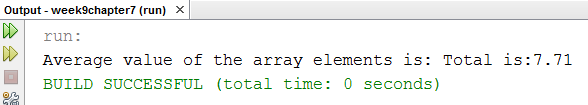 Output - week9chapter7 (run) ×
run:
Average value of the array elements is: Total is:7.71
BUILD SUCCESSFUL (total time: 0 seconds)